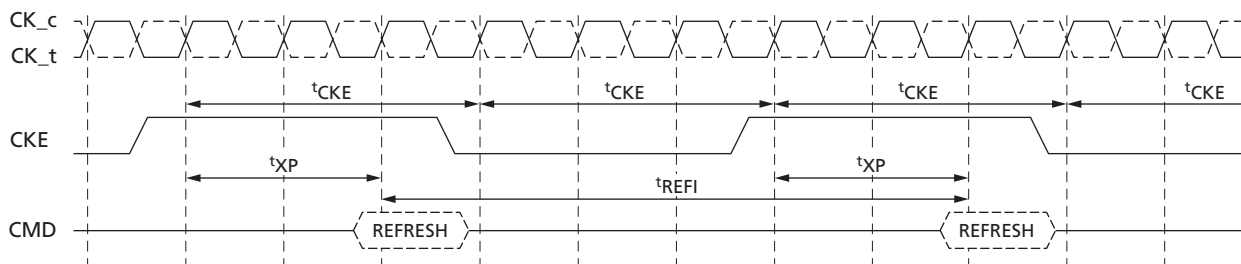 CK_c
CK_t
tCKE tCKE tCKE tCKE
CKE
tXP tXP
tREFI
CMD REFRESH REFRESH